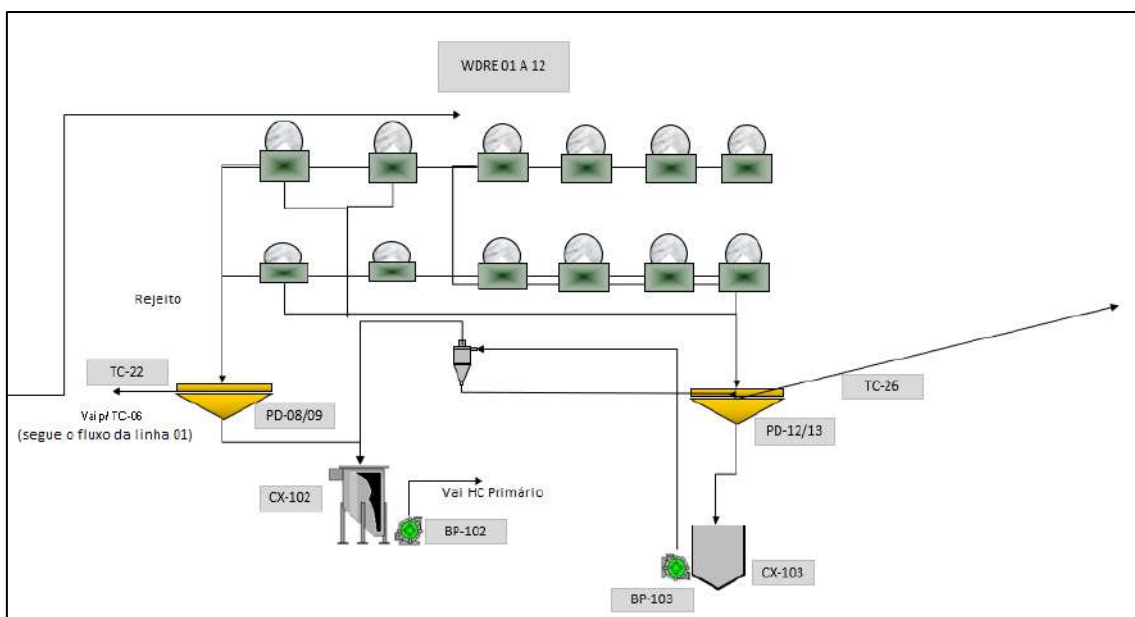 WDRE 01 A 12
Rejeito
TC-22
Vai p/ TC-06
(segue o fluxo da linha 01)
PD-08/09
TC-26
PD-12/13
CX-102
Vai HC Primário
BP-102
CX-103
BP-103